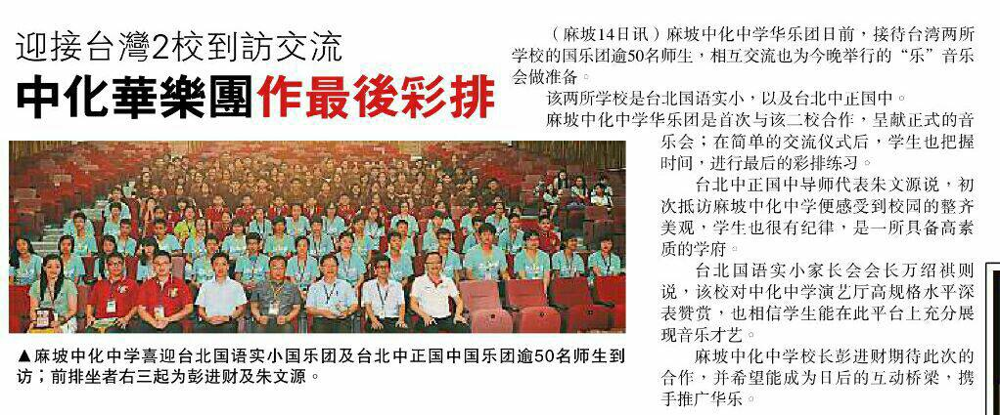 迎接台灣2校到訪交流
中化華樂團作最後彩排
▲麻坡中化中学喜迎台北国语实小国乐团及台北中正国中国乐团逾50名师生到
访；前排坐者右三起为彭进财及朱文源。
（麻坡14日讯）麻坡中化中学华乐团日前，接待台湾两所
学校的国乐团逾50名师生，相互交流也为今晚举行的“乐”音乐
会做准备。
该两所学校是台北国语实小，以及台北中正国中。
麻坡中化中学华乐团是首次与该二校合作，呈献正式的音
乐会；在简单的交流仪式后，学生也把握
时间，进行最后的彩排练习。
台北中正国中导师代表朱文源说，初
次抵访麻坡中化中学便感受到校园的整齐
美观，学生也很有纪律，是一所具备高素
质的学府。
台北国语实小家长会会长万绍祺则
说，该校对中化中学演艺厅高规格水平深
表赞赏，也相信学生能在此平台上充分展
现音乐才艺。
麻坡中化中学校长彭进财期待此次的
合作，并希望能成为日后的互动桥梁，携
手推广华乐。